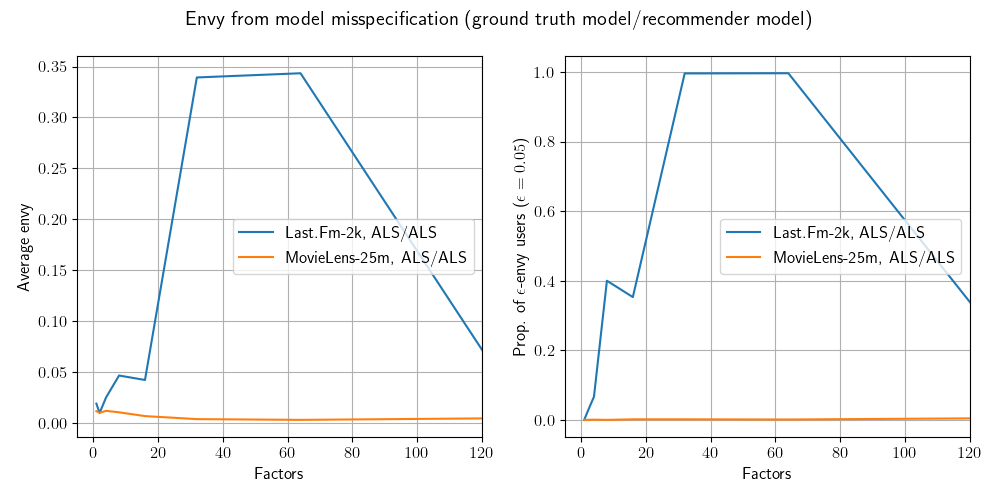 Envy from model misspecification (ground truth model/recommender model)
Average envy
0.35
0.30
0.25
0.20
0.15
0.10
0.05
0.00
0 20 40 60 80 100 120
Factors
Last.Fm-2k, ALS/ALS
MovieLens-25m, ALS/ALS
Prop. of ϵ-envy users (ϵ = 0.05)
1.0
0.8
0.6
0.4
0.2
0.0
0 20 40 60 80 100 120
Factors
Last.Fm-2k, ALS/ALS
MovieLens-25m, ALS/ALS